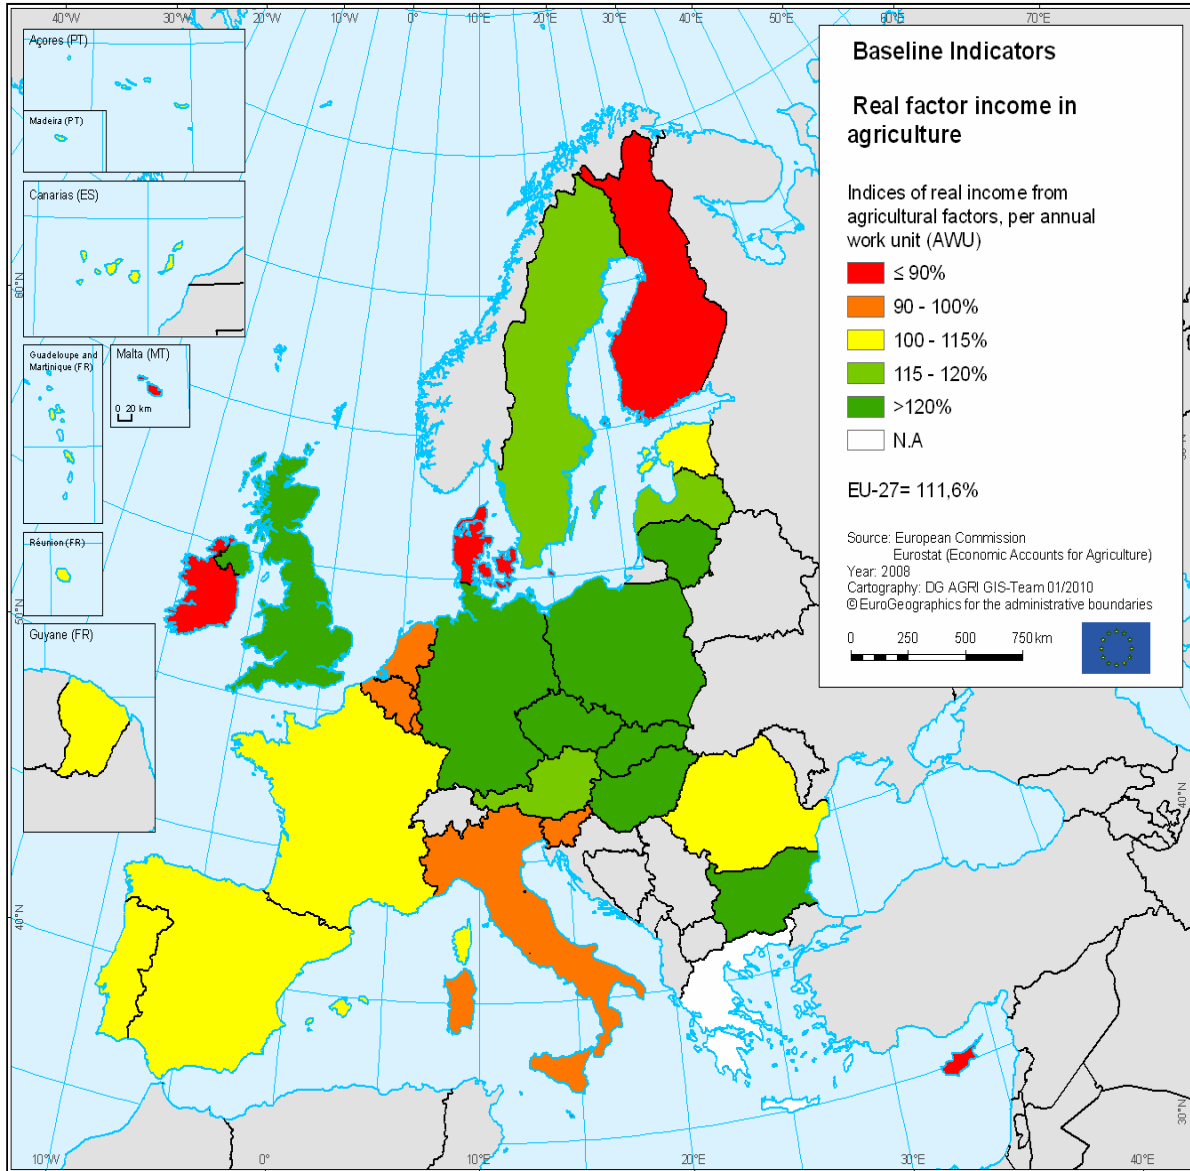 40°W
30°W
20°W
10°W
0°
10°E
20°E
30°E
40°E
50°E
60°E
70°E
Açores (PT)
Madeira (PT)
Canarias (ES)
Guadeloupe and
Martinique (FR)
Malta (MT)
0 20 km
Réunion (FR)
Guyane (FR)
60°N
50°N
40°N
Baseline Indicators
Real factor income in
agriculture
Indices of real income from
agricultural factors, per annual
work unit (AWU)
≤ 90%
90 - 100%
100 - 115%
115 - 120%
>120%
N.A
EU-27= 111,6%
Source: European Commission
Eurostat (Economic Accounts for Agriculture)
Year: 2008
Cartography: DG AGRI GIS-Team 01/2010
© EuroGeographics for the administrative boundaries
0 250 500 750 km
40°N
30°N
10°W
0°
10°E
20°E
30°E
40°E